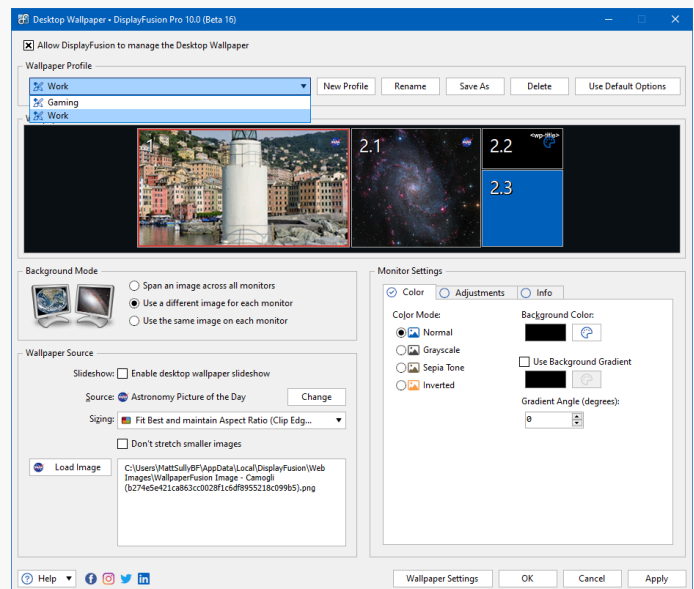 Desktop Wallpaper • DisplayFusion Pro 10.0 (Beta 16)
Allow DisplayFusion to manage the Desktop Wallpaper
Wallpaper Profile
Work
New Profile
Rename
Save As
Delete
Use Default Options
Gaming
Work
2.1
2.2
<wp-title>
2.3
Background Mode
Span an image across all monitors
Use a different image for each monitor
Use the same image on each monitor
Wallpaper Source
Slideshow:
Enable desktop wallpaper slideshow
Source:
Astronomy Picture of the Day
Change
Sizing:
Fit Best and maintain Aspect Ratio (Clip Edg...
Don't stretch smaller images
Load Image
C:\Users\MattSullyBF\AppData\Local\DisplayFusion\Web
Images\WallpaperFusion Image - Camogli
(b274e5e421ca863cc0028f1c6df8955218c099b5).png
Monitor Settings
Color
Adjustments
Info
Color Mode:
Normal
Grayscale
Sepia Tone
Inverted
Background Color:
Use Background Gradient
Gradient Angle (degrees):
0
Help
Wallpaper Settings
OK
Cancel
Apply